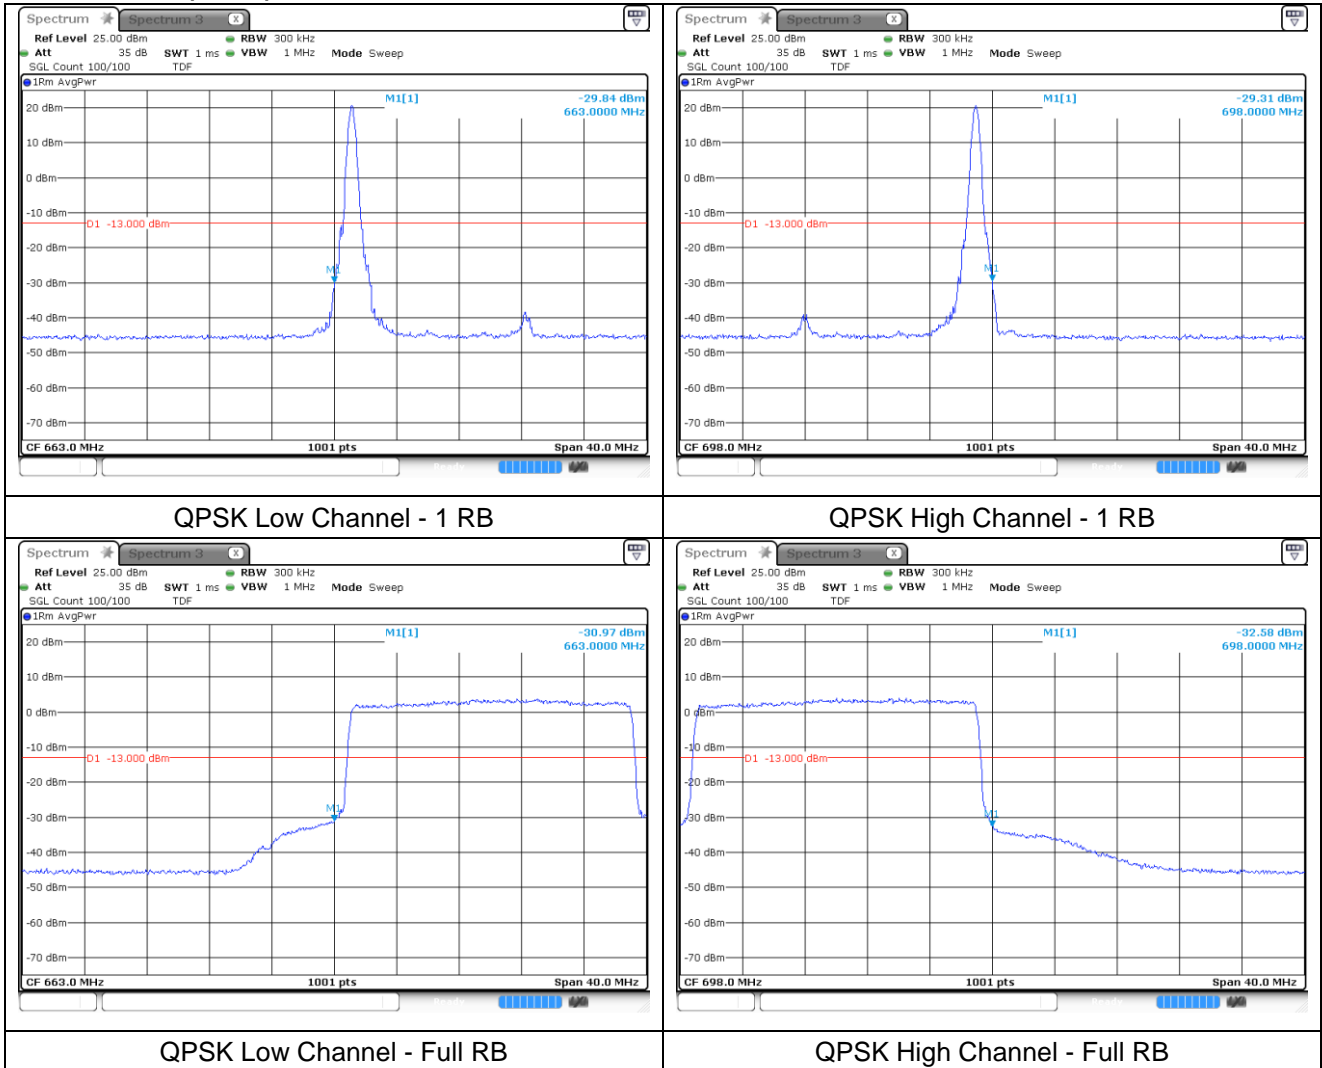 Spectrum Spectrum 3 X
Ref Level 25.00 dBm RBW 300 kHz
Att 35 dB SWT 1 ms VBW 1 MHz Mode Sweep
SGL Count 100/100 TDF
1Rm AvgPwr
M1[1] -29.84 dBm
663.0000 MHz
20 dBm
10 dBm
0 dBm
-10 dBm
D1 -13.000 dBm
-20 dBm
M1
-30 dBm
-40 dBm
-50 dBm
-60 dBm
-70 dBm
CF 663.0 MHz 1001 pts Span 40.0 MHz
QPSK Low Channel - 1 RB
Spectrum Spectrum 3 X
Ref Level 25.00 dBm RBW 300 kHz
Att 35 dB SWT 1 ms VBW 1 MHz Mode Sweep
SGL Count 100/100 TDF
1Rm AvgPwr
M1[1] -29.31 dBm
698.0000 MHz
20 dBm
10 dBm
0 dBm
-10 dBm
D1 -13.000 dBm
-20 dBm
M1
-30 dBm
-40 dBm
-50 dBm
-60 dBm
-70 dBm
CF 698.0 MHz 1001 pts Span 40.0 MHz
QPSK High Channel - 1 RB
Spectrum Spectrum 3 X
Ref Level 25.00 dBm RBW 300 kHz
Att 35 dB SWT 1 ms VBW 1 MHz Mode Sweep
SGL Count 100/100 TDF
1Rm AvgPwr
M1[1] -30.97 dBm
663.0000 MHz
20 dBm
10 dBm
0 dBm
-10 dBm
D1 -13.000 dBm
-20 dBm
M1
-30 dBm
-40 dBm
-50 dBm
-60 dBm
-70 dBm
CF 663.0 MHz 1001 pts Span 40.0 MHz
QPSK Low Channel - Full RB
Spectrum Spectrum 3 X
Ref Level 25.00 dBm RBW 300 kHz
Att 35 dB SWT 1 ms VBW 1 MHz Mode Sweep
SGL Count 100/100 TDF
1Rm AvgPwr
M1[1] -32.58 dBm
698.0000 MHz
20 dBm
10 dBm
0 dBm
-10 dBm
D1 -13.000 dBm
-20 dBm
M1
-30 dBm
-40 dBm
-50 dBm
-60 dBm
-70 dBm
CF 698.0 MHz 1001 pts Span 40.0 MHz
QPSK High Channel - Full RB